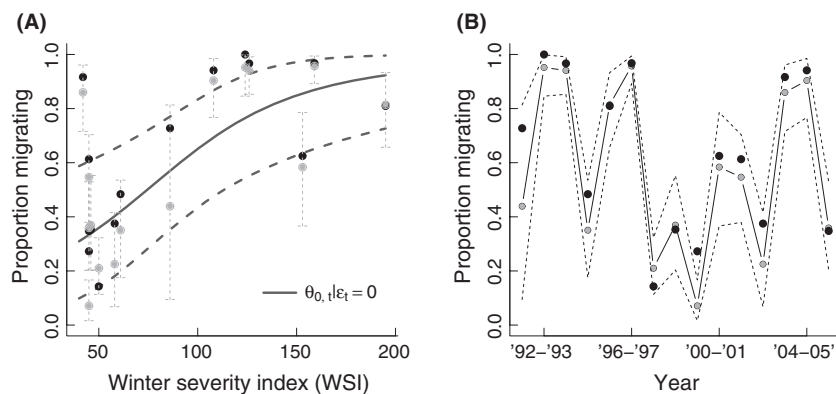 (A)
Proportion migrating
1.0
0.8
0.6
0.4
0.2
0.0
θ0, t|εt = 0
50
100
150
200
Winter severity index (WSI)
(B)
Proportion migrating
1.0
0.8
0.6
0.4
0.2
0.0
'92–'93
'96–'97
'00–'01
'04–05'
Year